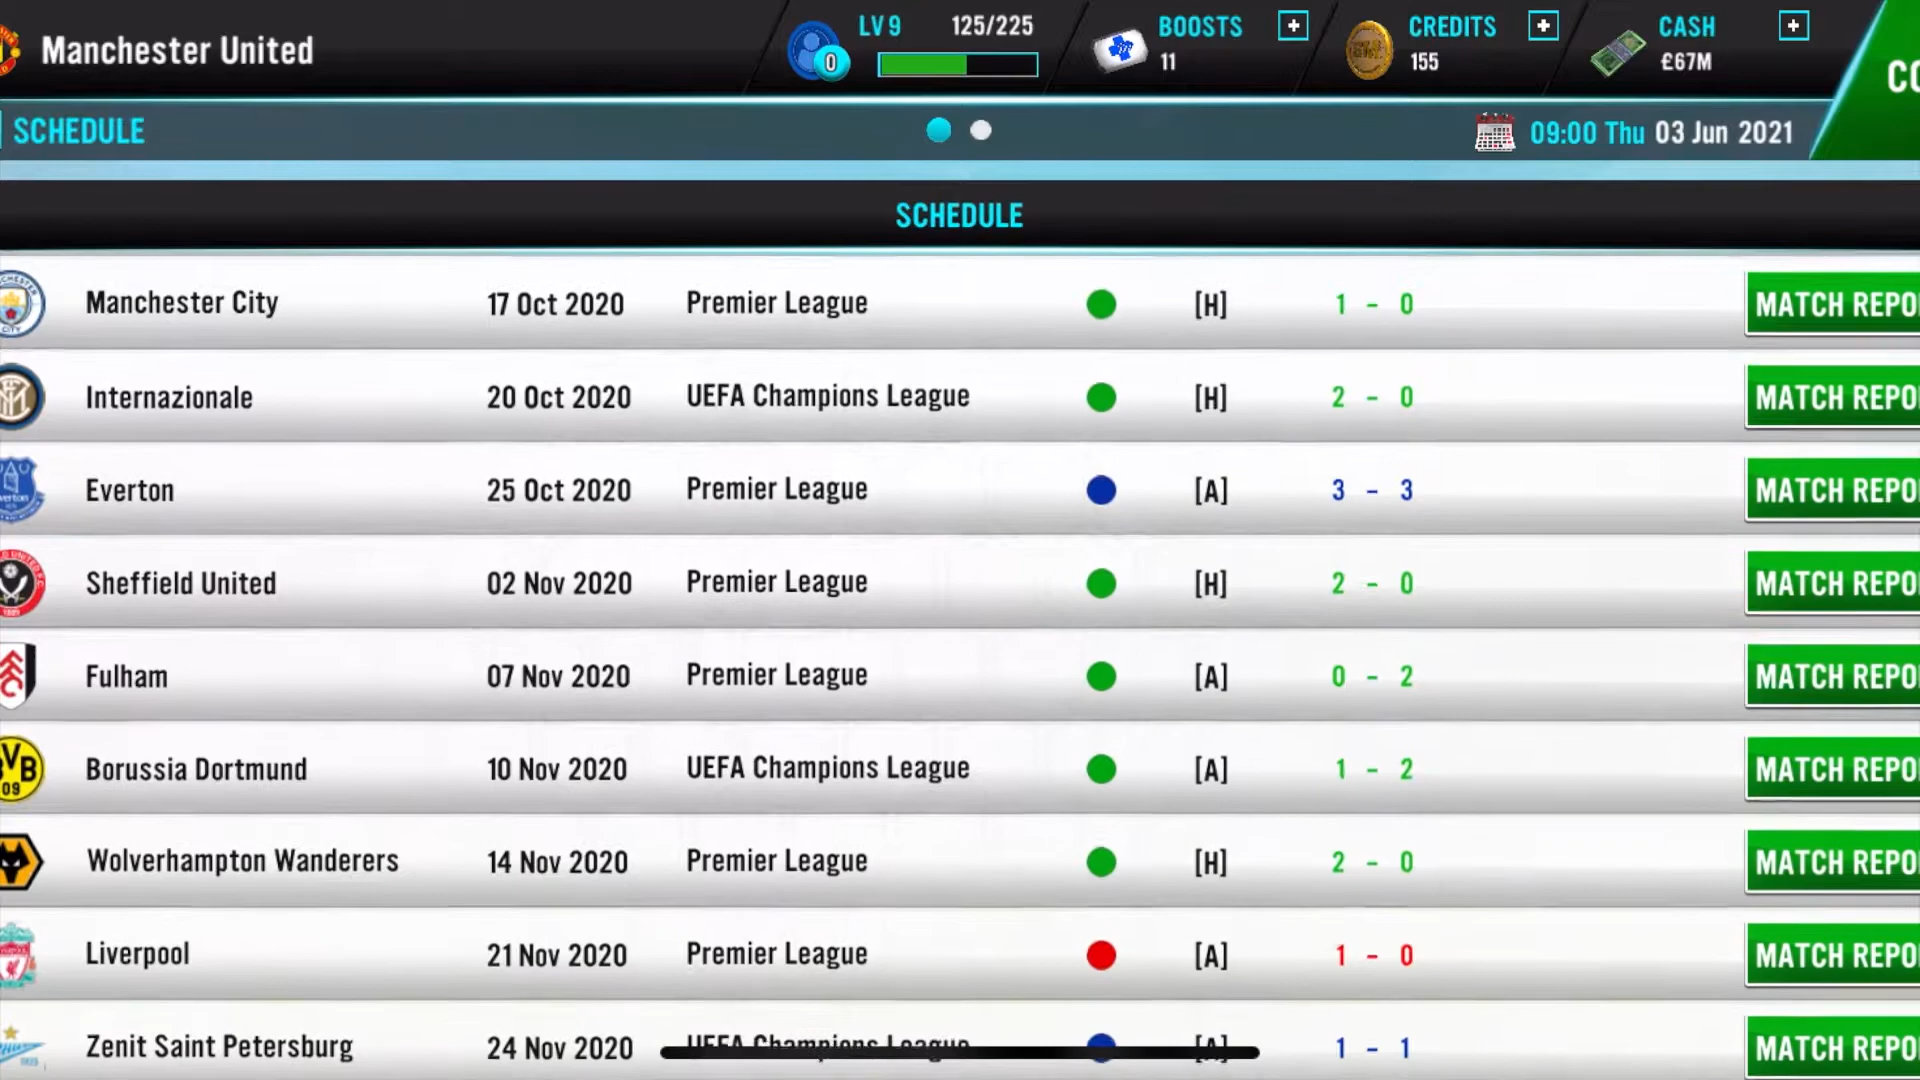 Manchester United
0
LV 9 125/225
BOOSTS
11
CREDITS
155
CASH
£67M
SCHEDULE
09:00 Thu 03 Jun 2021
SCHEDULE
Manchester City 17 Oct 2020 Premier League [H] 1 - 0 MATCH REPO
Internazionale 20 Oct 2020 UEFA Champions League [H] 2 - 0 MATCH REPO
Everton 25 Oct 2020 Premier League [A] 3 - 3 MATCH REPO
Sheffield United 02 Nov 2020 Premier League [H] 2 - 0 MATCH REPO
Fulham 07 Nov 2020 Premier League [A] 0 - 2 MATCH REPO
BVB 09 Borussia Dortmund 10 Nov 2020 UEFA Champions League [A] 1 - 2 MATCH REPO
Wolverhampton Wanderers 14 Nov 2020 Premier League [H] 2 - 0 MATCH REPO
Liverpool 21 Nov 2020 Premier League [A] 1 - 0 MATCH REPO
Zenit Saint Petersburg 24 Nov 2020 UEFA Champions League [A] 1 - 1 MATCH REPO